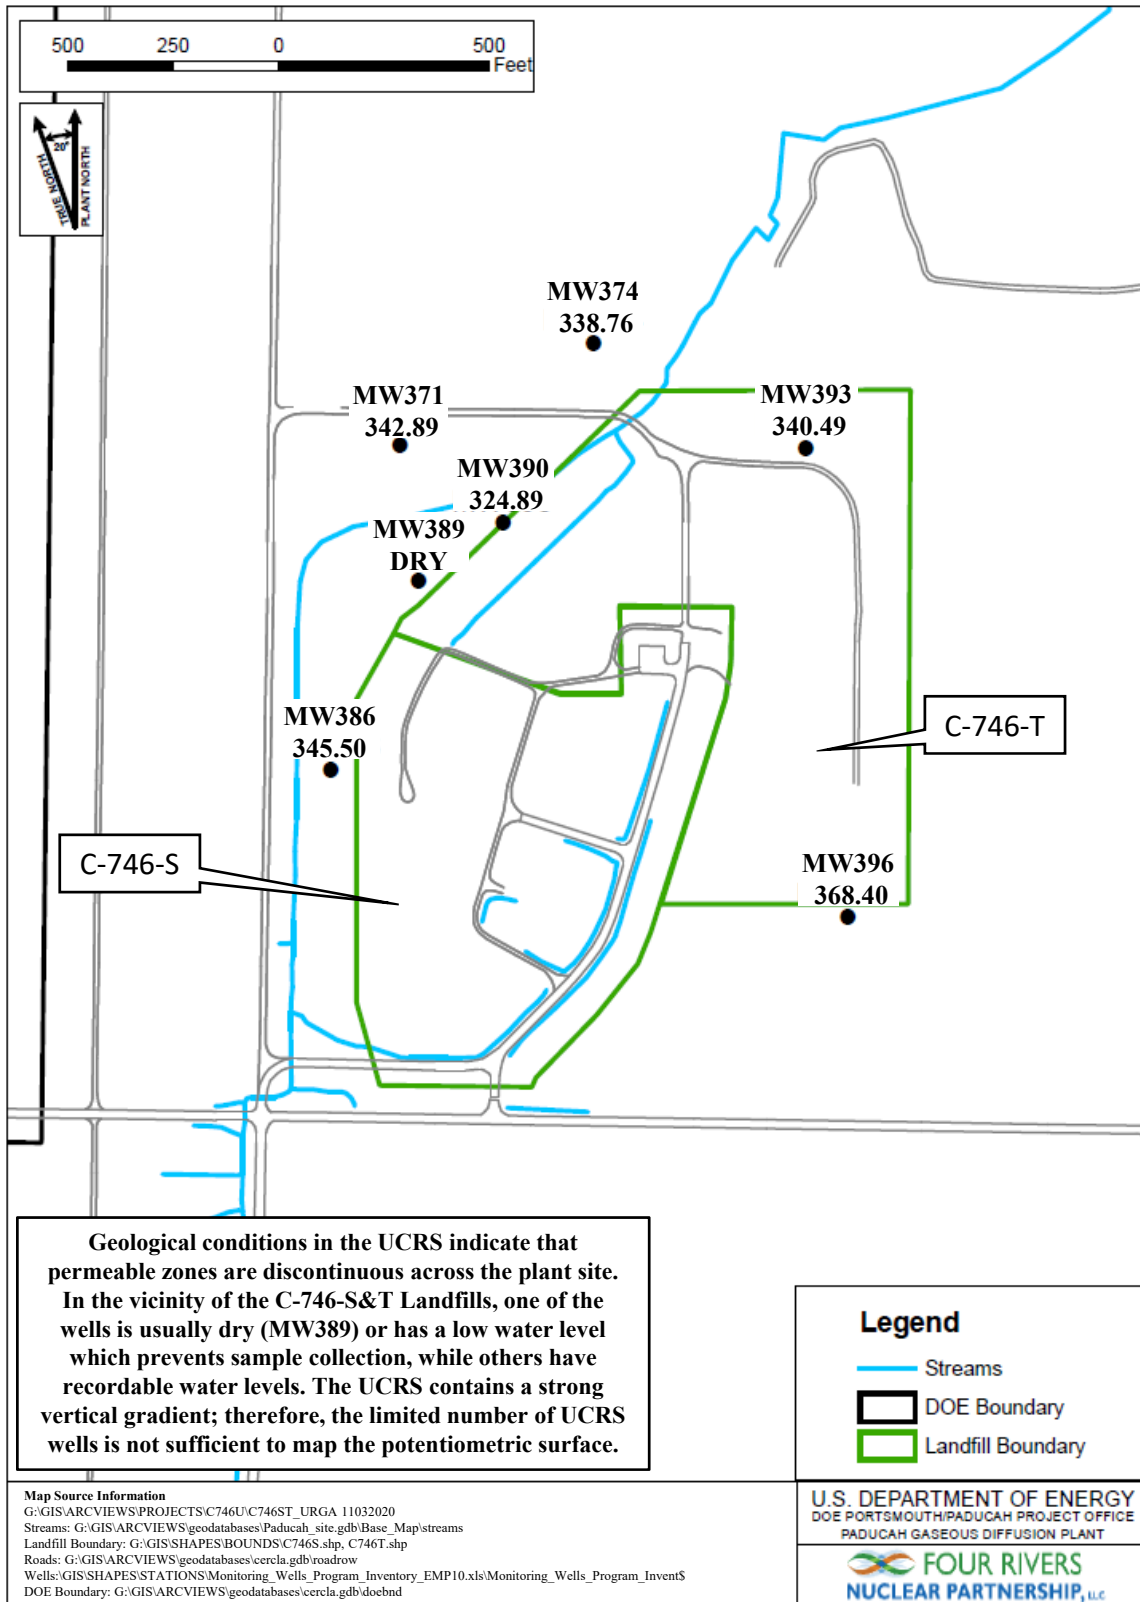 500 250 0 500
Feet
20°
TRUE NORTH
PLANT NORTH
MW374
338.76
MW371
342.89
MW393
340.49
MW390
324.89
MW389
DRY
MW386
345.50
C-746-T
C-746-S
MW396
368.40
Geological conditions in the UCRS indicate that
permeable zones are discontinuous across the plant site.
In the vicinity of the C-746-S&T Landfills, one of the
wells is usually dry (MW389) or has a low water level
which prevents sample collection, while others have
recordable water levels. The UCRS contains a strong
vertical gradient; therefore, the limited number of UCRS
wells is not sufficient to map the potentiometric surface.
Legend
Streams
DOE Boundary
Landfill Boundary
Map Source Information
G:\GIS\ARCVIEWS\PROJECTS\C746U\C746ST_URGA 11032020
Streams: G:\GIS\ARCVIEWS\geodatabases\Paducah_site.gdb\Base_Map\streams
Landfill Boundary: G:\GIS\SHAPES\BOUNDS\C746S.shp, C746T.shp
Roads: G:\GIS\ARCVIEWS\geodatabases\cercla.gdb\roadrow
Wells:\GIS\SHAPES\STATIONS\Monitoring_Wells_Program_Inventory_EMP10.xls\Monitoring_Wells_Program_Invent$
DOE Boundary: G:\GIS\ARCVIEWS\geodatabases\cercla.gdb\doebnd
U.S. DEPARTMENT OF ENERGY
DOE PORTSMOUTH/PADUCAH PROJECT OFFICE
PADUCAH GASEOUS DIFFUSION PLANT
FOUR RIVERS
NUCLEAR PARTNERSHIP, LLC